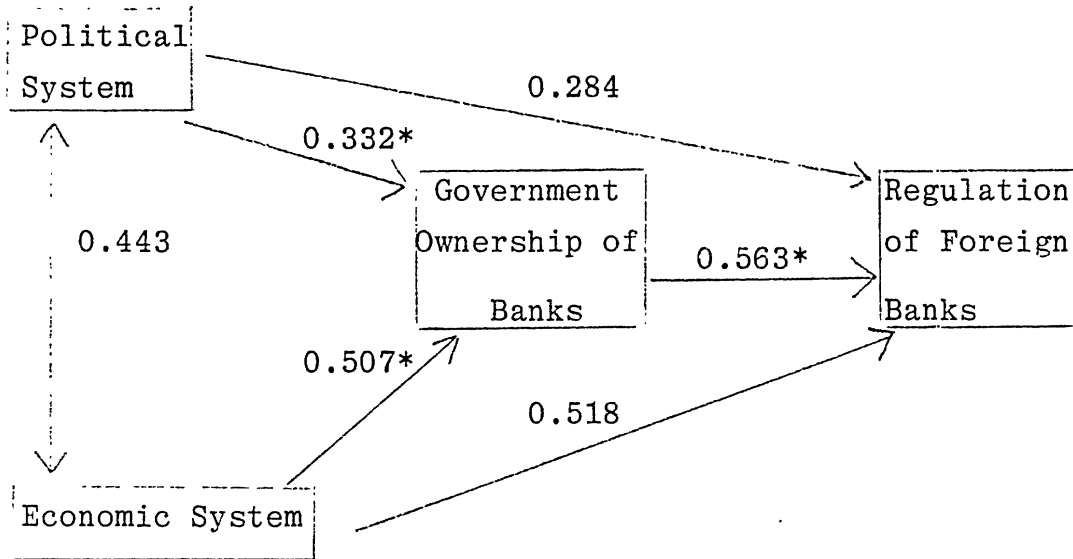 Political
System
0.284
0.332*
Government
Ownership of
Banks
Regulation
of Foreign
Banks
0.443
0.563*
0.507*
0.518
Economic System